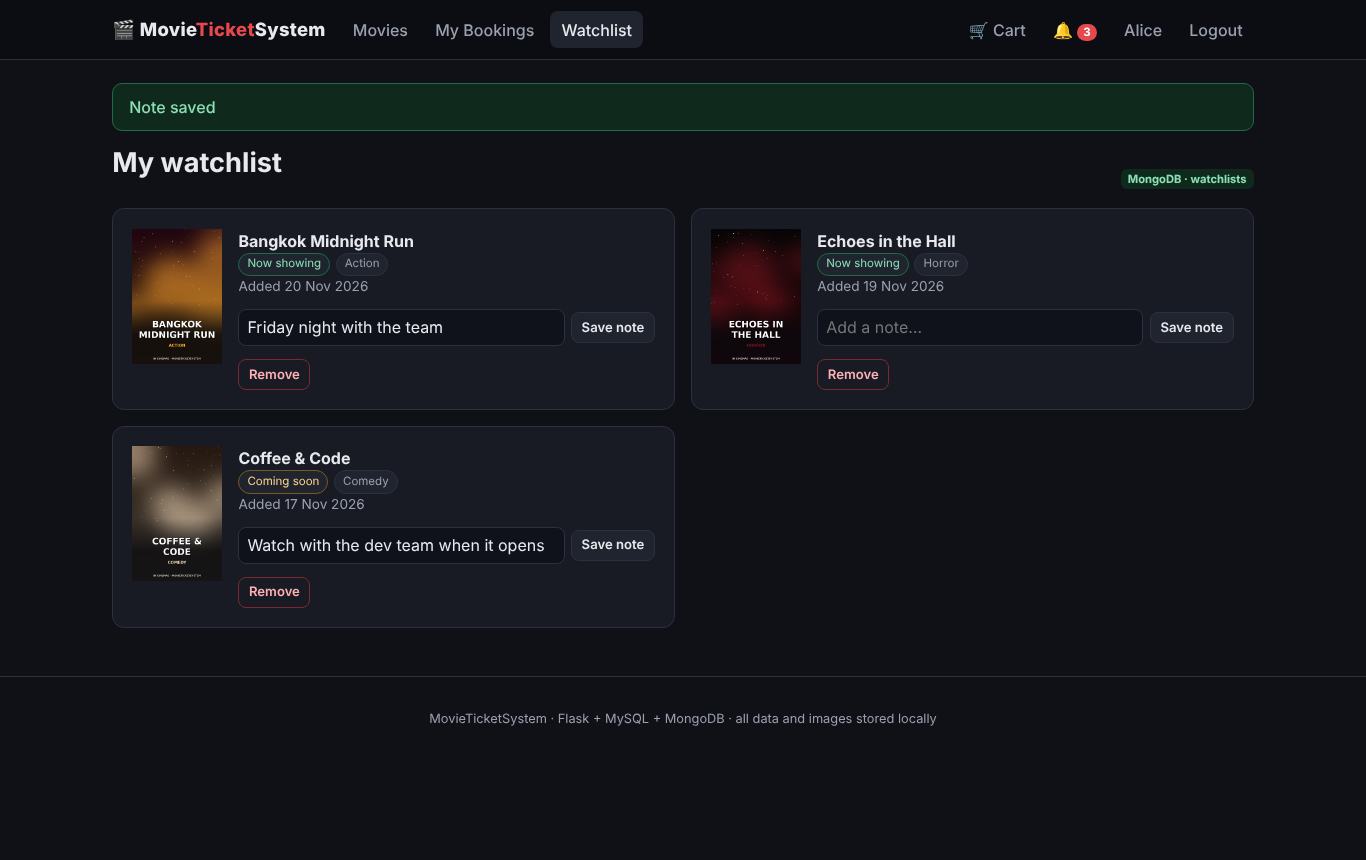 🎬 MovieTicketSystem Movies My Bookings Watchlist 🛒 Cart 🔔 3 Alice Logout
Note saved
My watchlist
MongoDB · watchlists
BANGKOK
MIDNIGHT RUN
ACTION
Bangkok Midnight Run
Now showing Action
Added 20 Nov 2026
Friday night with the team Save note
Remove
ECHOES IN
THE HALL
Echoes in the Hall
Now showing Horror
Added 19 Nov 2026
Add a note... Save note
Remove
COFFEE &
CODE
COMEDY
Coffee & Code
Coming soon Comedy
Added 17 Nov 2026
Watch with the dev team when it opens Save note
Remove
MovieTicketSystem · Flask + MySQL + MongoDB · all data and images stored locally